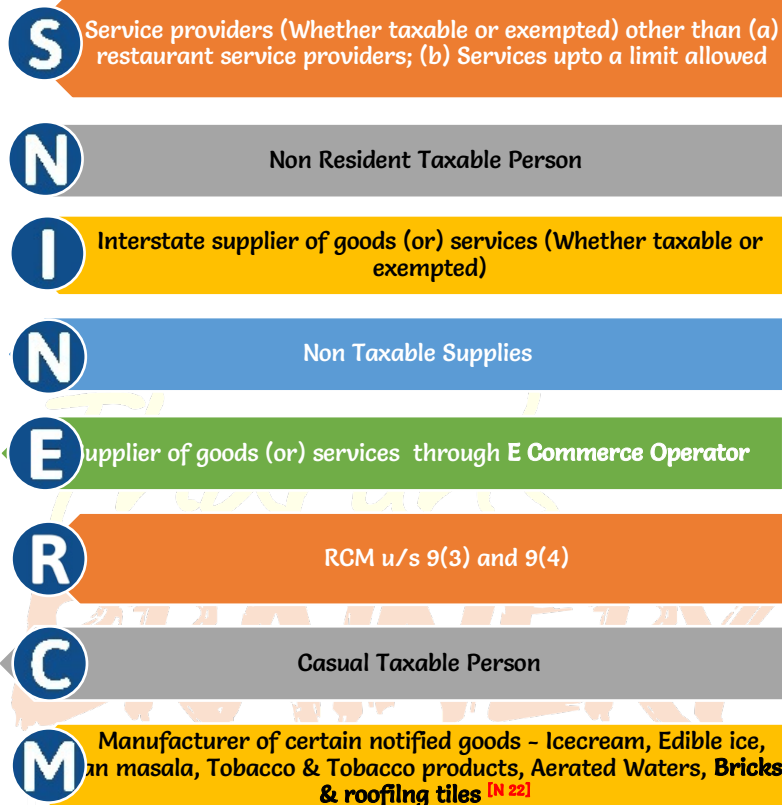 S
Service providers (Whether taxable or exempted) other than (a)
restaurant service providers; (b) Services upto a limit allowed
N
Non Resident Taxable Person
I
Interstate supplier of goods (or) services (Whether taxable or
exempted)
N
Non Taxable Supplies
E
upplier of goods (or) services through E Commerce Operator
R
RCM u/s 9(3) and 9(4)
C
Casual Taxable Person
M
Manufacturer of certain notified goods - Icecream, Edible ice,
an masala, Tobacco & Tobacco products, Aerated Waters, Bricks
& roofilng tiles [N 22]